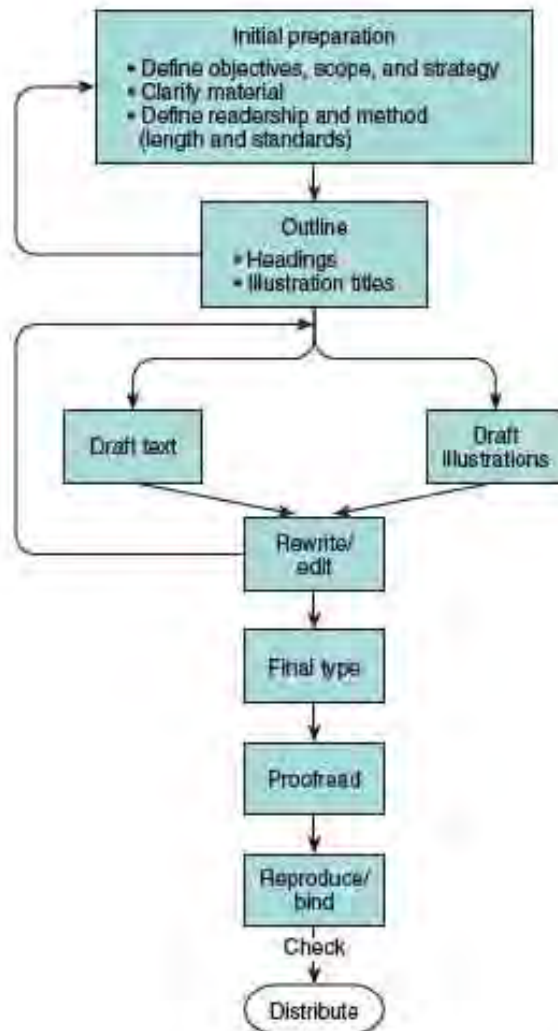 Initial preparation
• Define objectives, scope, and strategy
• Clarify material
• Define readership and method
(length and standards)
Outline
• Headings
• Illustration titles
Draft text
Draft
illustrations
Rewrite/
edit
Final type
Proofread
Reproduce/
bind
Check
Distribute